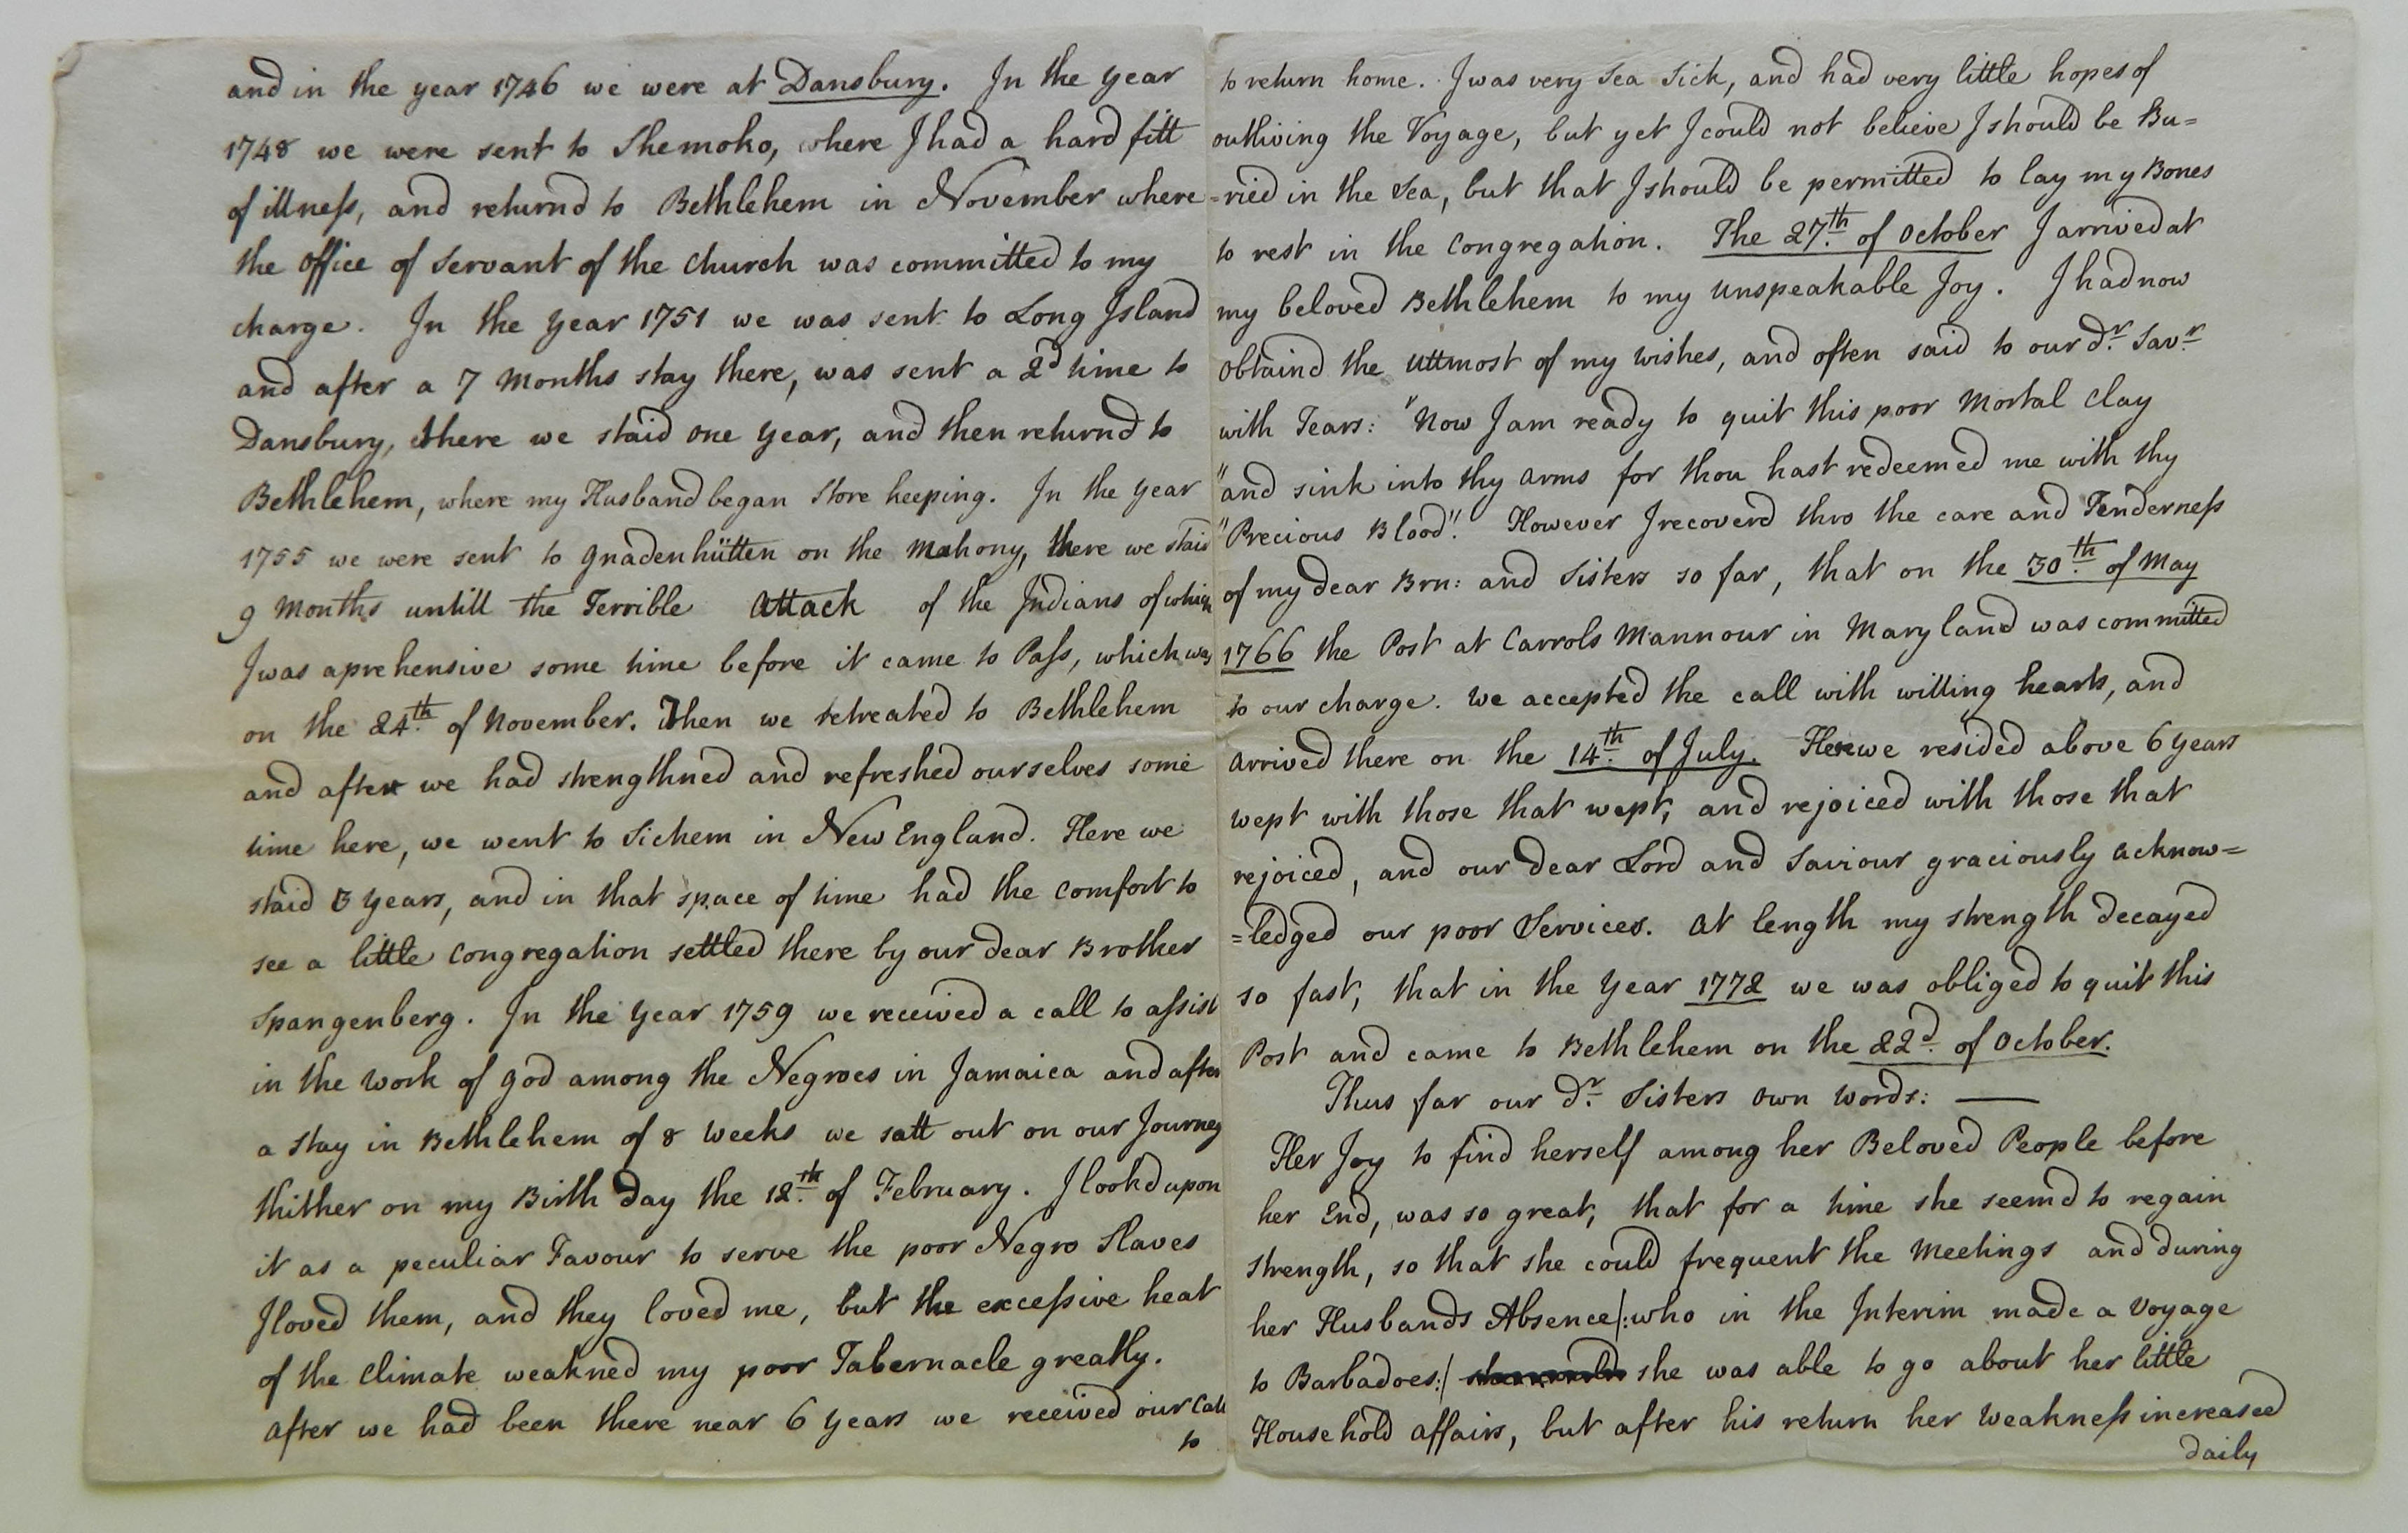 and in the year 1746 we were at Dansbury. In the year
1748 we were sent to Shemoko, where I had a hard fitt
of illness, and returnd to Bethlehem in November where
the office of Servant of the Church was committed to my
charge. In the year 1751 we was sent to Long Island
and after a 7 Months stay there, was sent a 2d time to
Dansbury, there we staid one year, and then returnd to
Bethlehem, where my Husband began Store keeping. In the year
1755 we were sent to Gnadenhütten on the Mahony, there we staid
9 Months untill the Terrible Attack of the Indians of which
I was aprehensive some time before it came to Pass, which was
on the 24th of November. Then we retreated to Bethlehem
and after we had strengthned and refreshed ourselves some
time here, we went to Sichem in New England. Here we
staid 3 years, and in that space of time had the comfort to
see a little congregation settled there by our dear Brother
Spangenberg. In the year 1759 we received a call to assist
in the work of God among the Negroes in Jamaica and after
a stay in Bethlehem of 8 weeks we satt out on our Journey
thither on my Birth Day the 12th of February. I lookd upon
it as a peculiar Favour to serve the poor Negro Slaves
I loved them, and they loved me, but the excessive heat
of the Climate weakned my poor Tabernacle greatly.
After we had been there near 6 years we received our Call
to
to return home. I was very Sea Sick, and had very little hopes of
outliving the Voyage, but yet I could not believe I should be Bu=
=ried in the Sea, but that I should be permitted to lay my Bones
to rest in the Congregation. The 27th of October I arrived at
my beloved Bethlehem to my unspeakable Joy. I had now
obtaind the uttmost of my wishes, and often said to our dr Savr
with Tears: "Now I am ready to quit this poor Mortal Clay
"and sink into thy arms for thou hast redeemed me with thy
"Precious Blood". However I recoverd thro the care and Tenderness
of my dear Brn: and Sisters so far, that on the 30th of May
1766 the Post at Carrols Mannour in Maryland was committed
to our charge. We accepted the call with willing hearts, and
arrived there on the 14th of July. Here we resided above 6 years
wept with those that wept, and rejoiced with those that
rejoiced, and our dear Lord and Saviour graciously acknow=
=ledged our poor Services. At length my strength decayed
so fast, that in the year 1772 we was obliged to quit this
Post and came to Bethlehem on the 22d of October.
Thus far our dr Sisters own words: —
Her Joy to find herself among her Beloved People before
her End, was so great, that for a time she seemd to regain
strength, so that she could frequent the Meetings and during
her Husbands Absence/:who in the Interim made a Voyage
to Barbadoes:/ she was able to go about her little
Household affairs, but after his return her weakness increased
daily